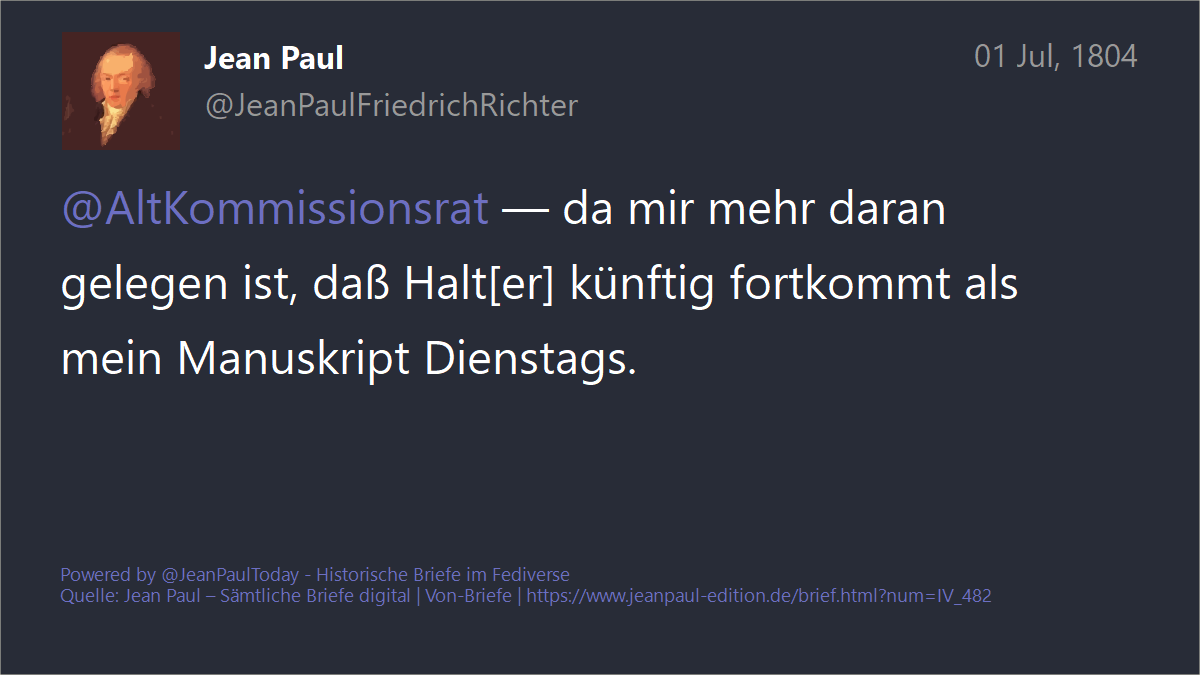 Jean Paul
01 Jul, 1804
@JeanPaulFriedrichRichter
@AltKommissionsrat — da mir mehr daran
gelegen ist, daß Halt[er] künftig fortkommt als
mein Manuskript Dienstags.
Powered by @JeanPaulToday - Historische Briefe im Fediverse
Quelle: Jean Paul – Sämtliche Briefe digital | Von-Briefe | https://www.jeanpaul-edition.de/brief.html?num=IV_482